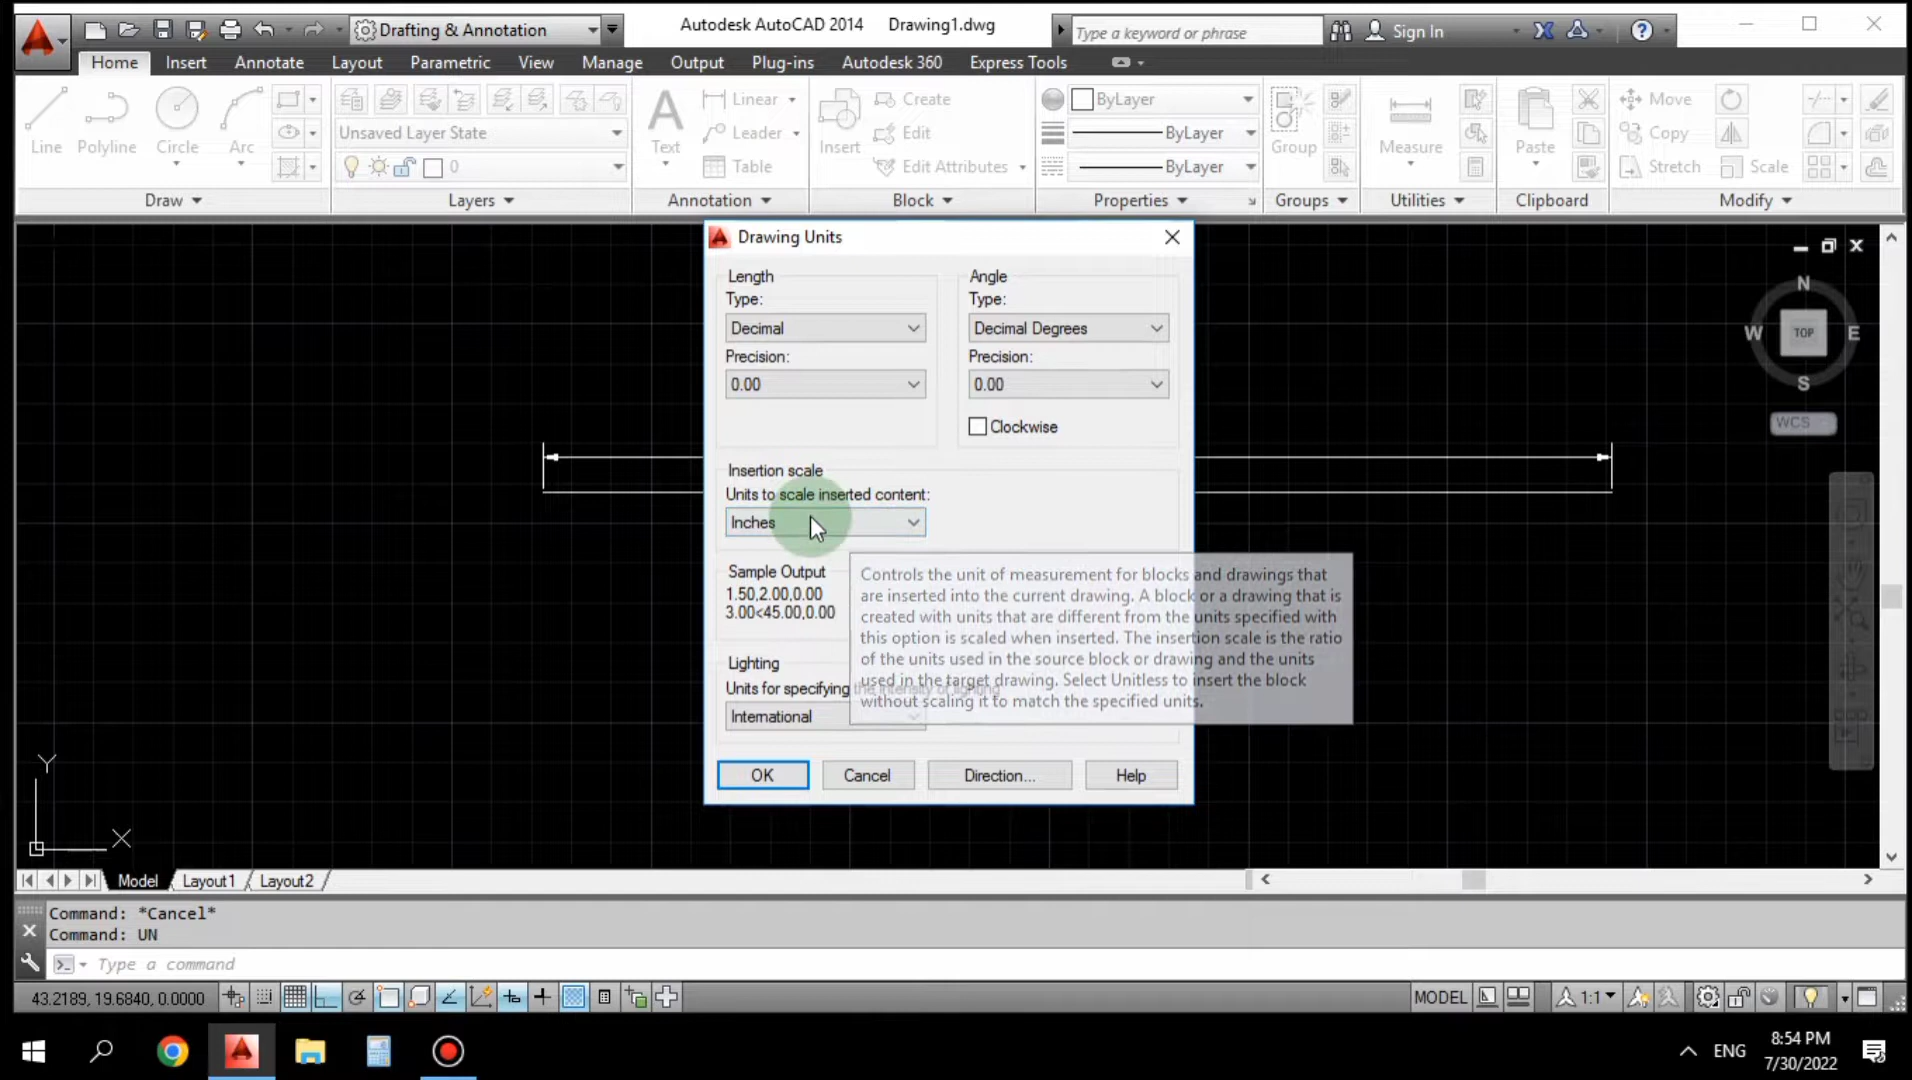 Drafting & Annotation
Autodesk AutoCAD 2014 Drawing1.dwg
Type a keyword or phrase
Sign In
Home Insert Annotate Layout Parametric View Manage Output Plug-ins Autodesk 360 Express Tools
Line Polyline Circle Arc
Draw
Unsaved Layer State
0
Layers
Text
Linear
Leader
Table
Annotation
Insert
Create
Edit
Edit Attributes
Block
ByLayer
ByLayer
ByLayer
Properties
Group
Groups
Measure
Utilities
Paste
Clipboard
Move
Copy
Stretch
Scale
Modify
Drawing Units
Length
Type:
Decimal
Precision:
0.00
Angle
Type:
Decimal Degrees
Precision:
0.00
Clockwise
Insertion scale
Units to scale inserted content:
Inches
Sample Output
1.50,2.00,0.00
3.00<45.00,0.00
Controls the unit of measurement for blocks and drawings that
are inserted into the current drawing. A block or a drawing that is
created with units that are different from the units specified with
this option is scaled when inserted. The insertion scale is the ratio
of the units used in the source block or drawing and the units
used in the target drawing. Select Unitless to insert the block
without scaling it to match the specified units.
Lighting
Units for specifying the intensity of lighting
International
OK Cancel Direction... Help
N
W TOP E
S
WCS
Y
X
Model Layout1 Layout2
Command: *Cancel*
Command: UN
Type a command
43.2189, 19.6840, 0.0000
MODEL
1:1
ENG
8:54 PM
7/30/2022